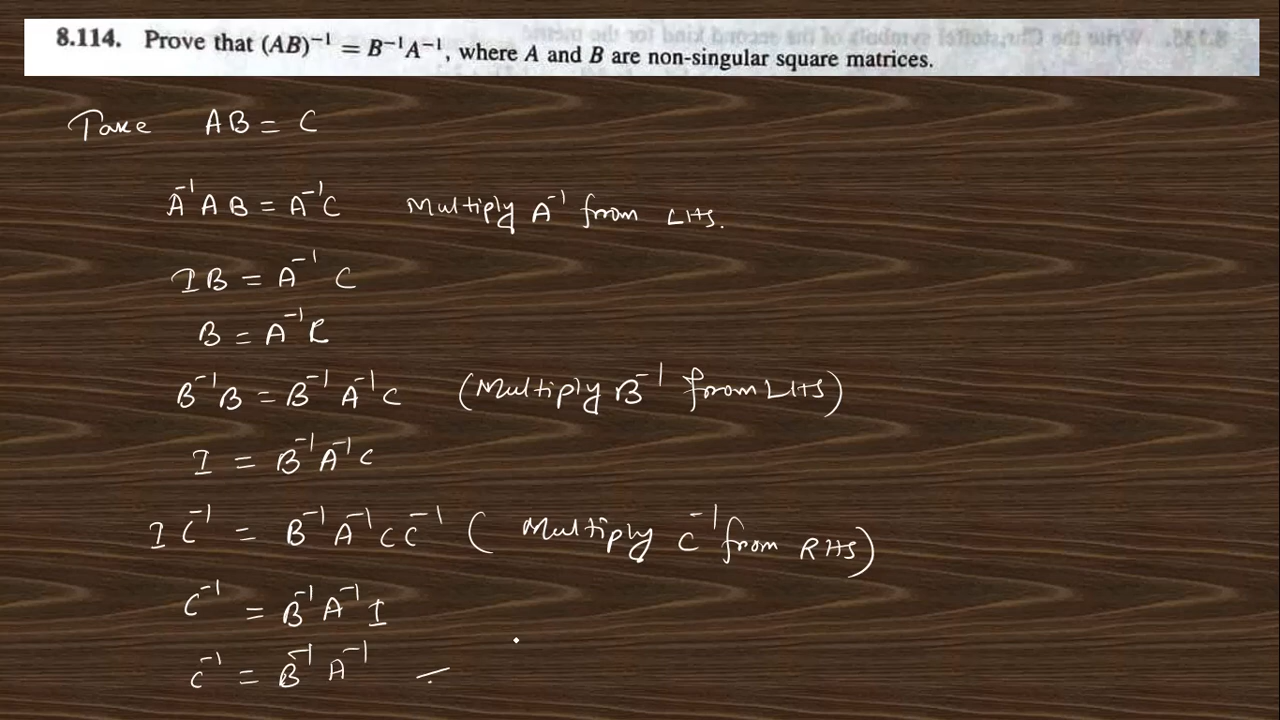 8.114. Prove that (AB)⁻¹ = B⁻¹A⁻¹, where A and B are non-singular square matrices.
Take AB = C
A⁻¹AB = A⁻¹C Multiply A⁻¹ from LHS.
IB = A⁻¹ C
B = A⁻¹C
B⁻¹B = B⁻¹A⁻¹C (Multiply B⁻¹ from LHS)
I = B⁻¹A⁻¹C
I C⁻¹ = B⁻¹A⁻¹CC⁻¹ ( Multiply C⁻¹ from RHS)
C⁻¹ = B⁻¹A⁻¹I
C⁻¹ = B⁻¹A⁻¹